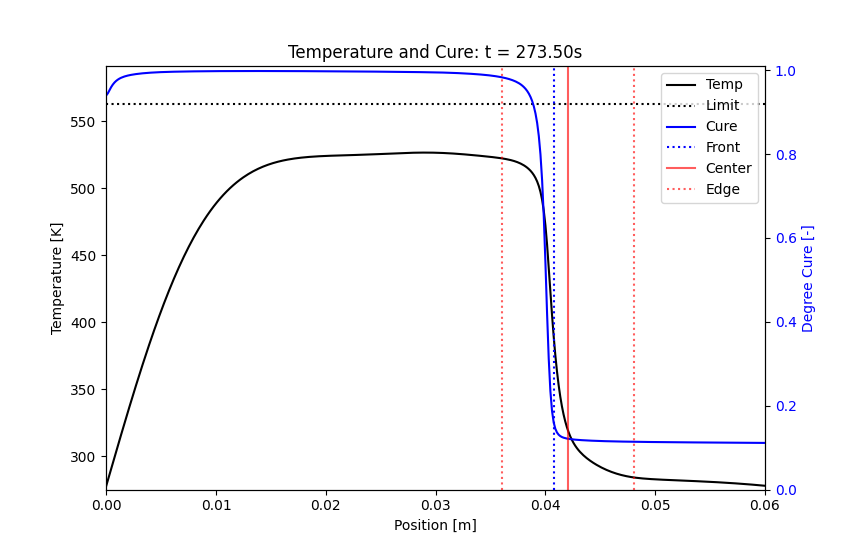 Temperature and Cure: t = 273.50s
Temperature [K]
550
500
450
400
350
300
Temp
Limit
Cure
Front
Center
Edge
1.0
0.8
0.6
0.4
0.2
0.0
Degree Cure [-]
0.00 0.01 0.02 0.03 0.04 0.05 0.06
Position [m]